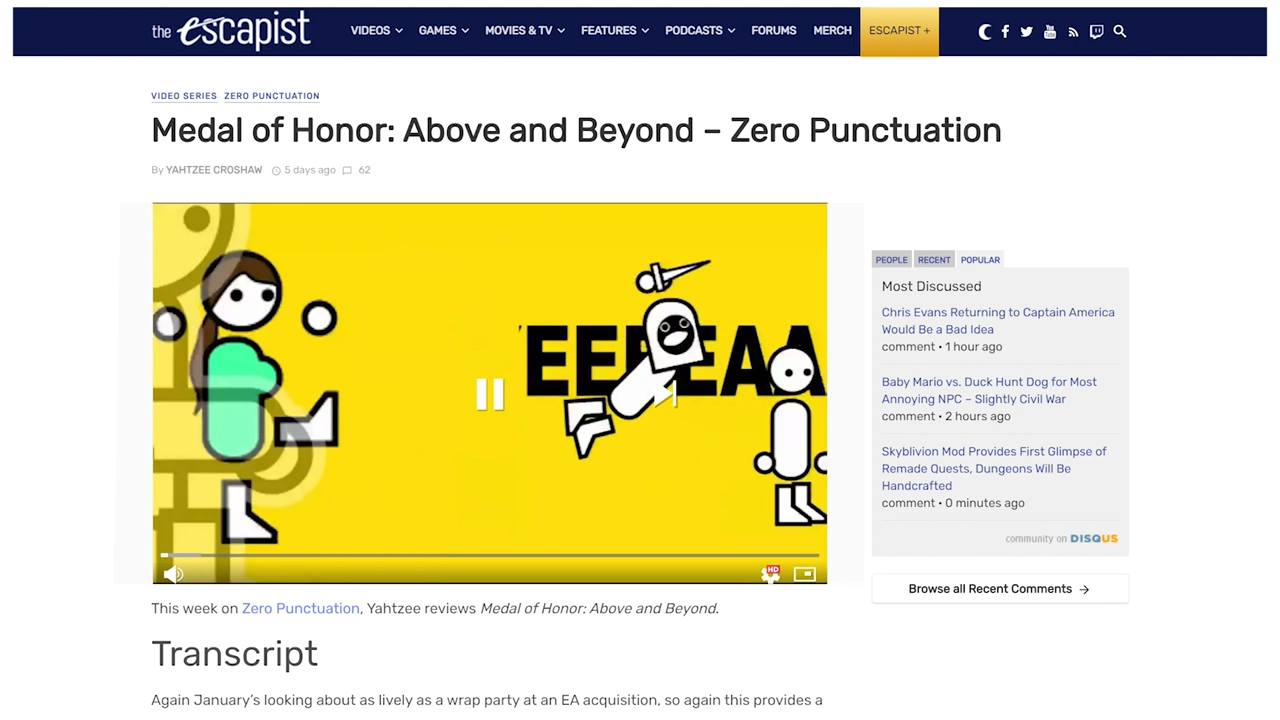 the escapist
VIDEOS GAMES MOVIES & TV FEATURES PODCASTS FORUMS MERCH ESCAPIST +
VIDEO SERIES ZERO PUNCTUATION
Medal of Honor: Above and Beyond – Zero Punctuation
By YAHTZEE CROSHAW 5 days ago 62
EEEEAA
HD
PEOPLE RECENT POPULAR
Most Discussed
Chris Evans Returning to Captain America
Would Be a Bad Idea
comment • 1 hour ago
Baby Mario vs. Duck Hunt Dog for Most
Annoying NPC – Slightly Civil War
comment • 2 hours ago
Skyblivion Mod Provides First Glimpse of
Remade Quests, Dungeons Will Be
Handcrafted
comment • 0 minutes ago
community on DISQUS
Browse all Recent Comments →
This week on Zero Punctuation, Yahtzee reviews Medal of Honor: Above and Beyond.
Transcript
Again January's looking about as lively as a wrap party at an EA acquisition, so again this provides a